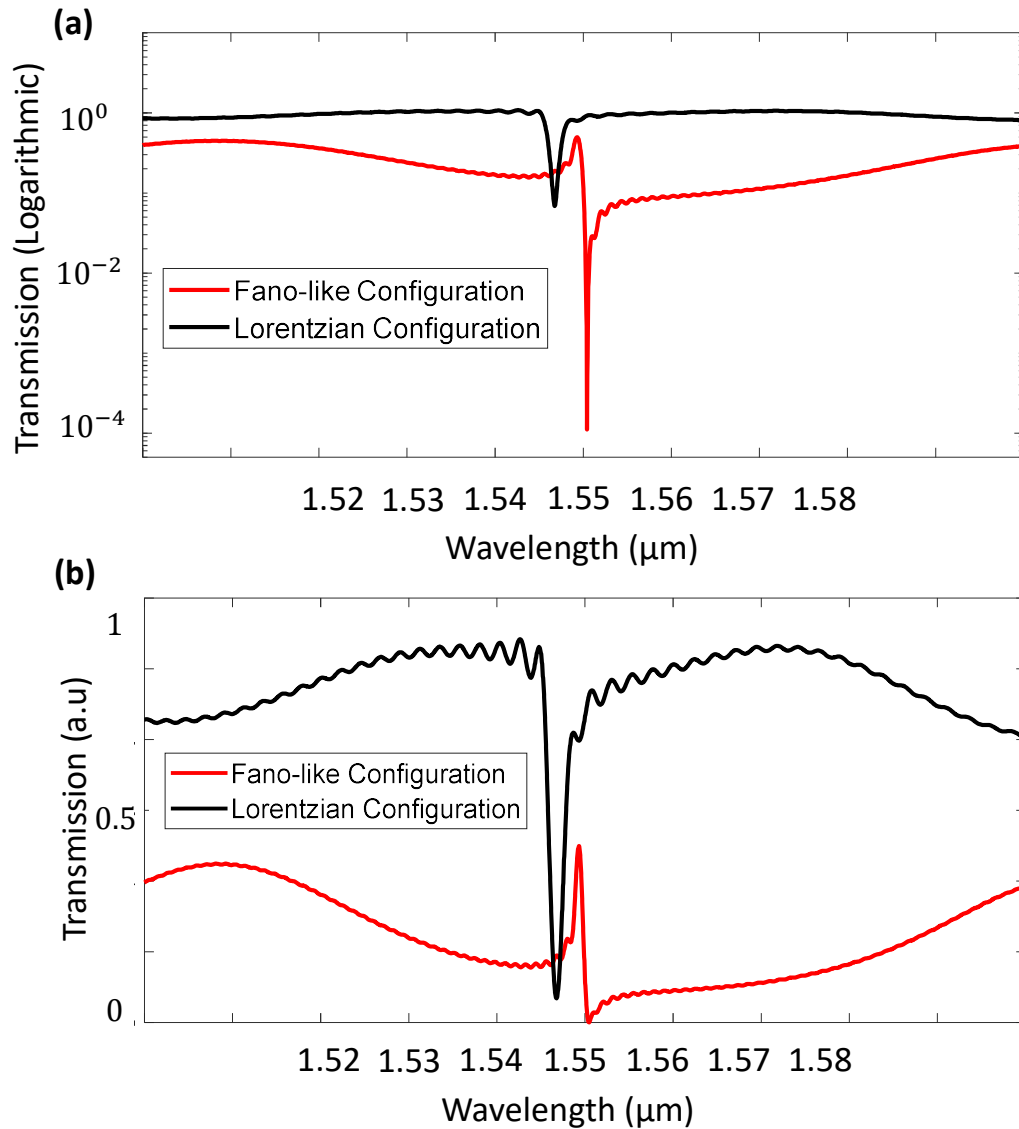 (a)
Transmission (Logarithmic)
10⁰
10⁻²
10⁻⁴
Fano-like Configuration
Lorentzian Configuration
1.52 1.53 1.54 1.55 1.56 1.57 1.58
Wavelength (μm)
(b)
Transmission (a.u)
1
0.5
0
Fano-like Configuration
Lorentzian Configuration
1.52 1.53 1.54 1.55 1.56 1.57 1.58
Wavelength (μm)